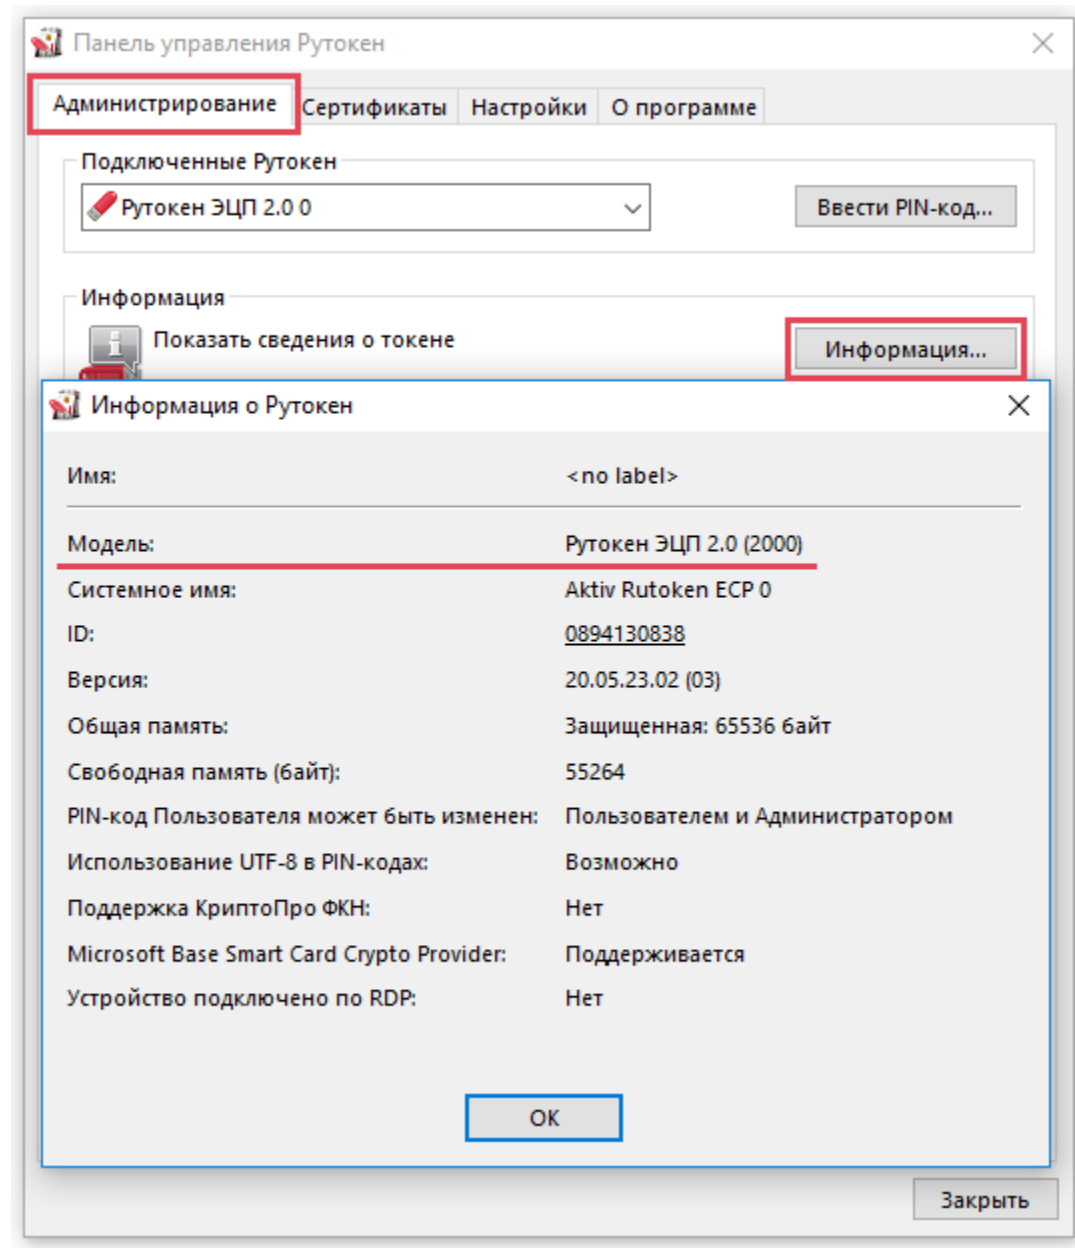 Панель управления Рутокен
Администрирование Сертификаты Настройки О программе
Подключенные Рутокен
Рутокен ЭЦП 2.0 0 Ввести PIN-код...
Информация
Показать сведения о токене Информация...
Информация о Рутокен
Имя: <no label>
Модель: Рутокен ЭЦП 2.0 (2000)
Системное имя: Aktiv Rutoken ECP 0
ID: 0894130838
Версия: 20.05.23.02 (03)
Общая память: Защищенная: 65536 байт
Свободная память (байт): 55264
PIN-код Пользователя может быть изменен: Пользователем и Администратором
Использование UTF-8 в PIN-кодах: Возможно
Поддержка КриптоПро ФКН: Нет
Microsoft Base Smart Card Crypto Provider: Поддерживается
Устройство подключено по RDP: Нет
OK
Закрыть